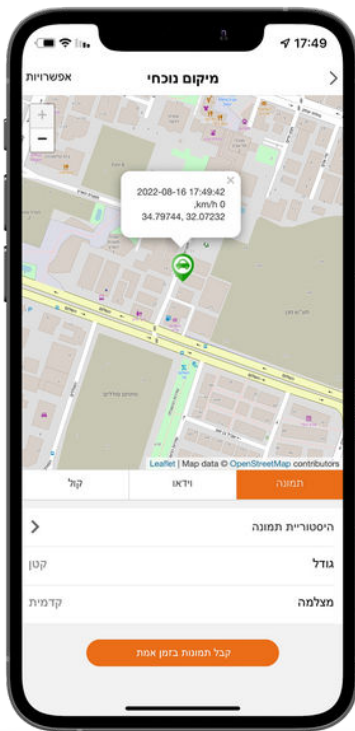 17:49
מיקום נוכחי
אפשרויות
+
−
×
2022-08-16 17:49:42
,km/h 0
34.79744, 32.07232
Leaflet | Map data © OpenStreetMap contributors
תמונה
וידאו
קול
היסטוריית תמונה
גודל
קטן
מצלמה
קדמית
קבל תמונות בזמן אמת